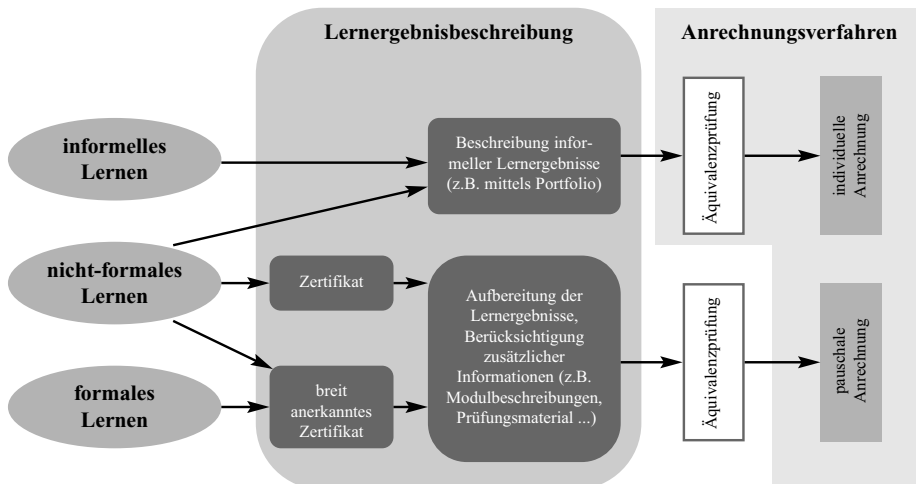 Lernergebnisbeschreibung
Anrechnungsverfahren
informelles
Lernen
Beschreibung infor-
meller Lernergebnisse
(z.B. mittels Portfolio)
Äquivalenzprüfung
individuelle
Anrechnung
nicht-formales
Lernen
Zertifikat
Aufbereitung der
Lernergebnisse,
Berücksichtigung
zusätzlicher
Informationen (z.B.
Modulbeschreibungen,
Prüfungsmaterial ...)
Äquivalenzprüfung
pauschale
Anrechnung
formales
Lernen
breit
anerkanntes
Zertifikat